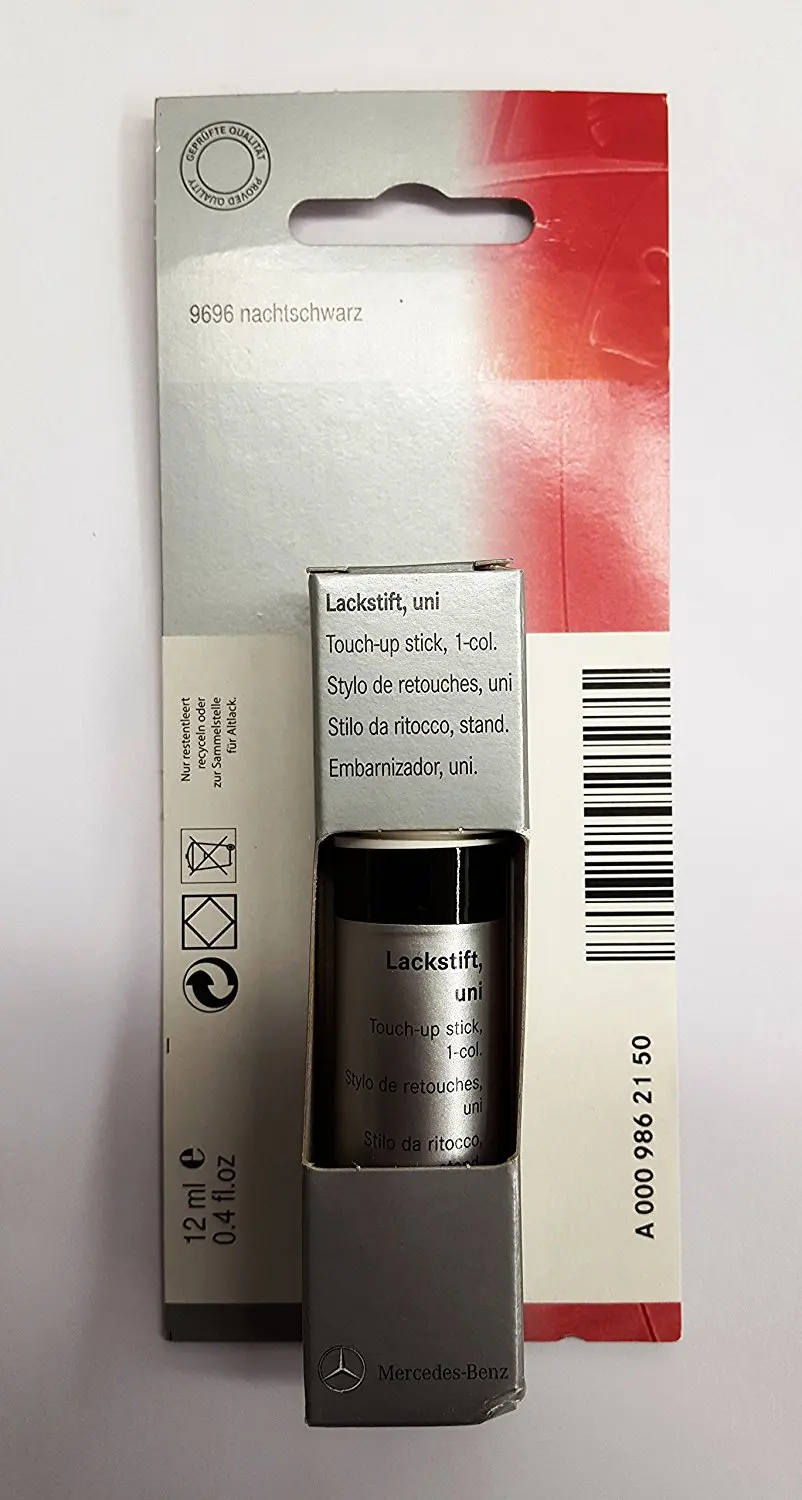 GEPRÜFTE QUALITÄT
PROVED QUALITY
9696 nachtschwarz
Lackstift, uni
Touch-up stick, 1-col.
Stylo de retouches, uni
Stilo da ritocco, stand.
Embarnizador, uni.
Nur restentleert
recyceln oder
zur Sammelstelle
für Altlack.
Lackstift,
uni
Touch-up stick,
1-col.
Stylo de retouches,
uni
Stilo da ritocco,
stand.
12 ml e
0.4 fl.oz
A 000 986 21 50
Mercedes-Benz